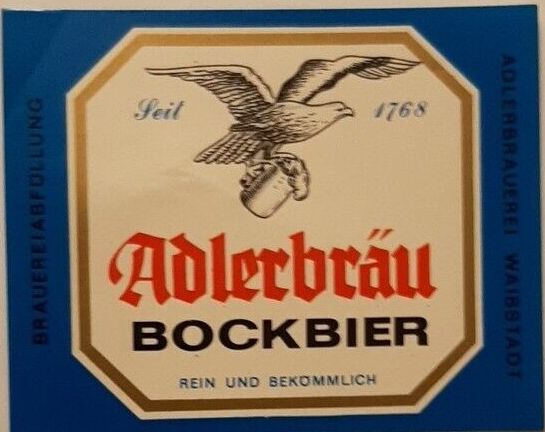 Seit 1768
Adlerbräu
BOCKBIER
REIN UND BEKÖMMLICH
BRAUEREIABFÜLLUNG
ADLERBRAUEREI WAIBSTADT